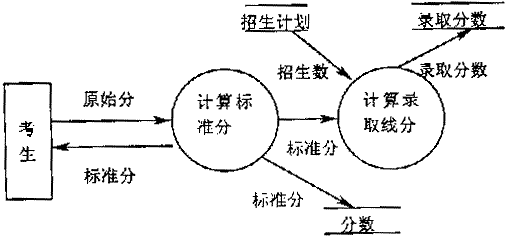 招生计划
录取分数
招生数
录取分数
原始分
计算标
准分
计算录
取线分
考
生
标准分
标准分
标准分
分数